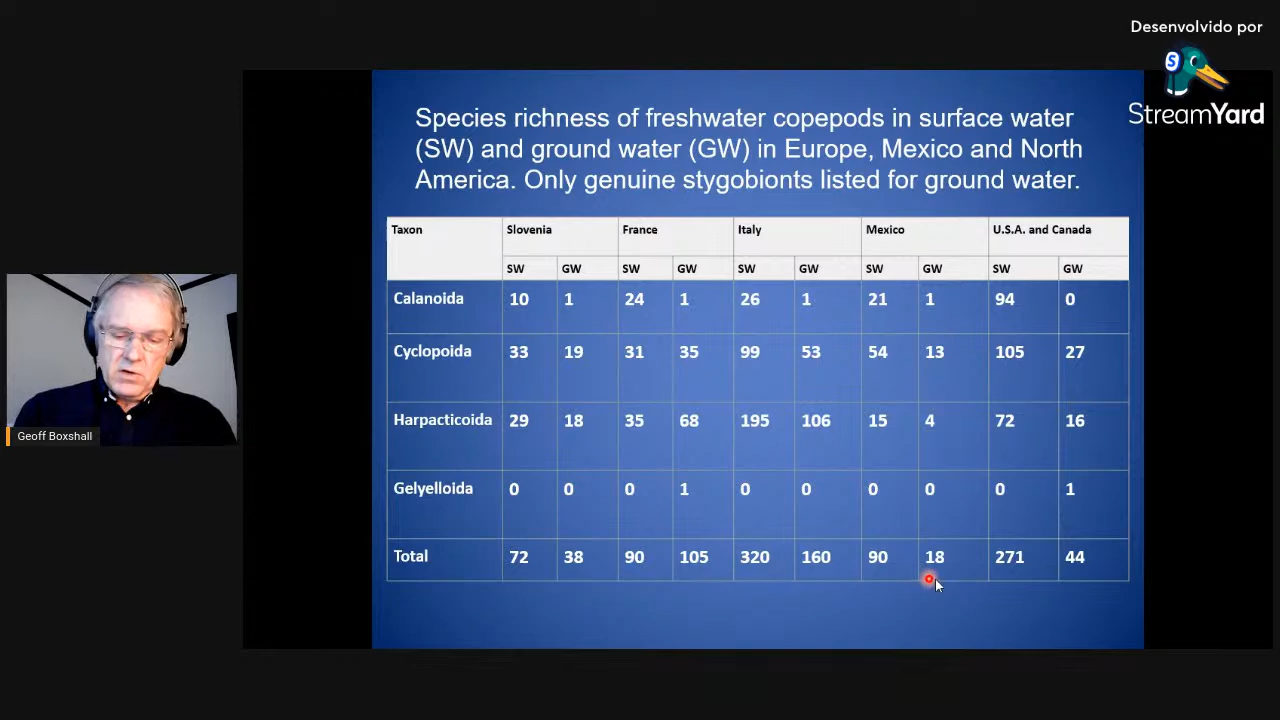 Desenvolvido por
S
StreamYard
Species richness of freshwater copepods in surface water
(SW) and ground water (GW) in Europe, Mexico and North
America. Only genuine stygobionts listed for ground water.
Taxon Slovenia France Italy Mexico U.S.A. and Canada
SW GW SW GW SW GW SW GW SW GW
Calanoida 10 1 24 1 26 1 21 1 94 0
Cyclopoida 33 19 31 35 99 53 54 13 105 27
Harpacticoida 29 18 35 68 195 106 15 4 72 16
Gelyelloida 0 0 0 1 0 0 0 0 0 1
Total 72 38 90 105 320 160 90 18 271 44
Geoff Boxshall